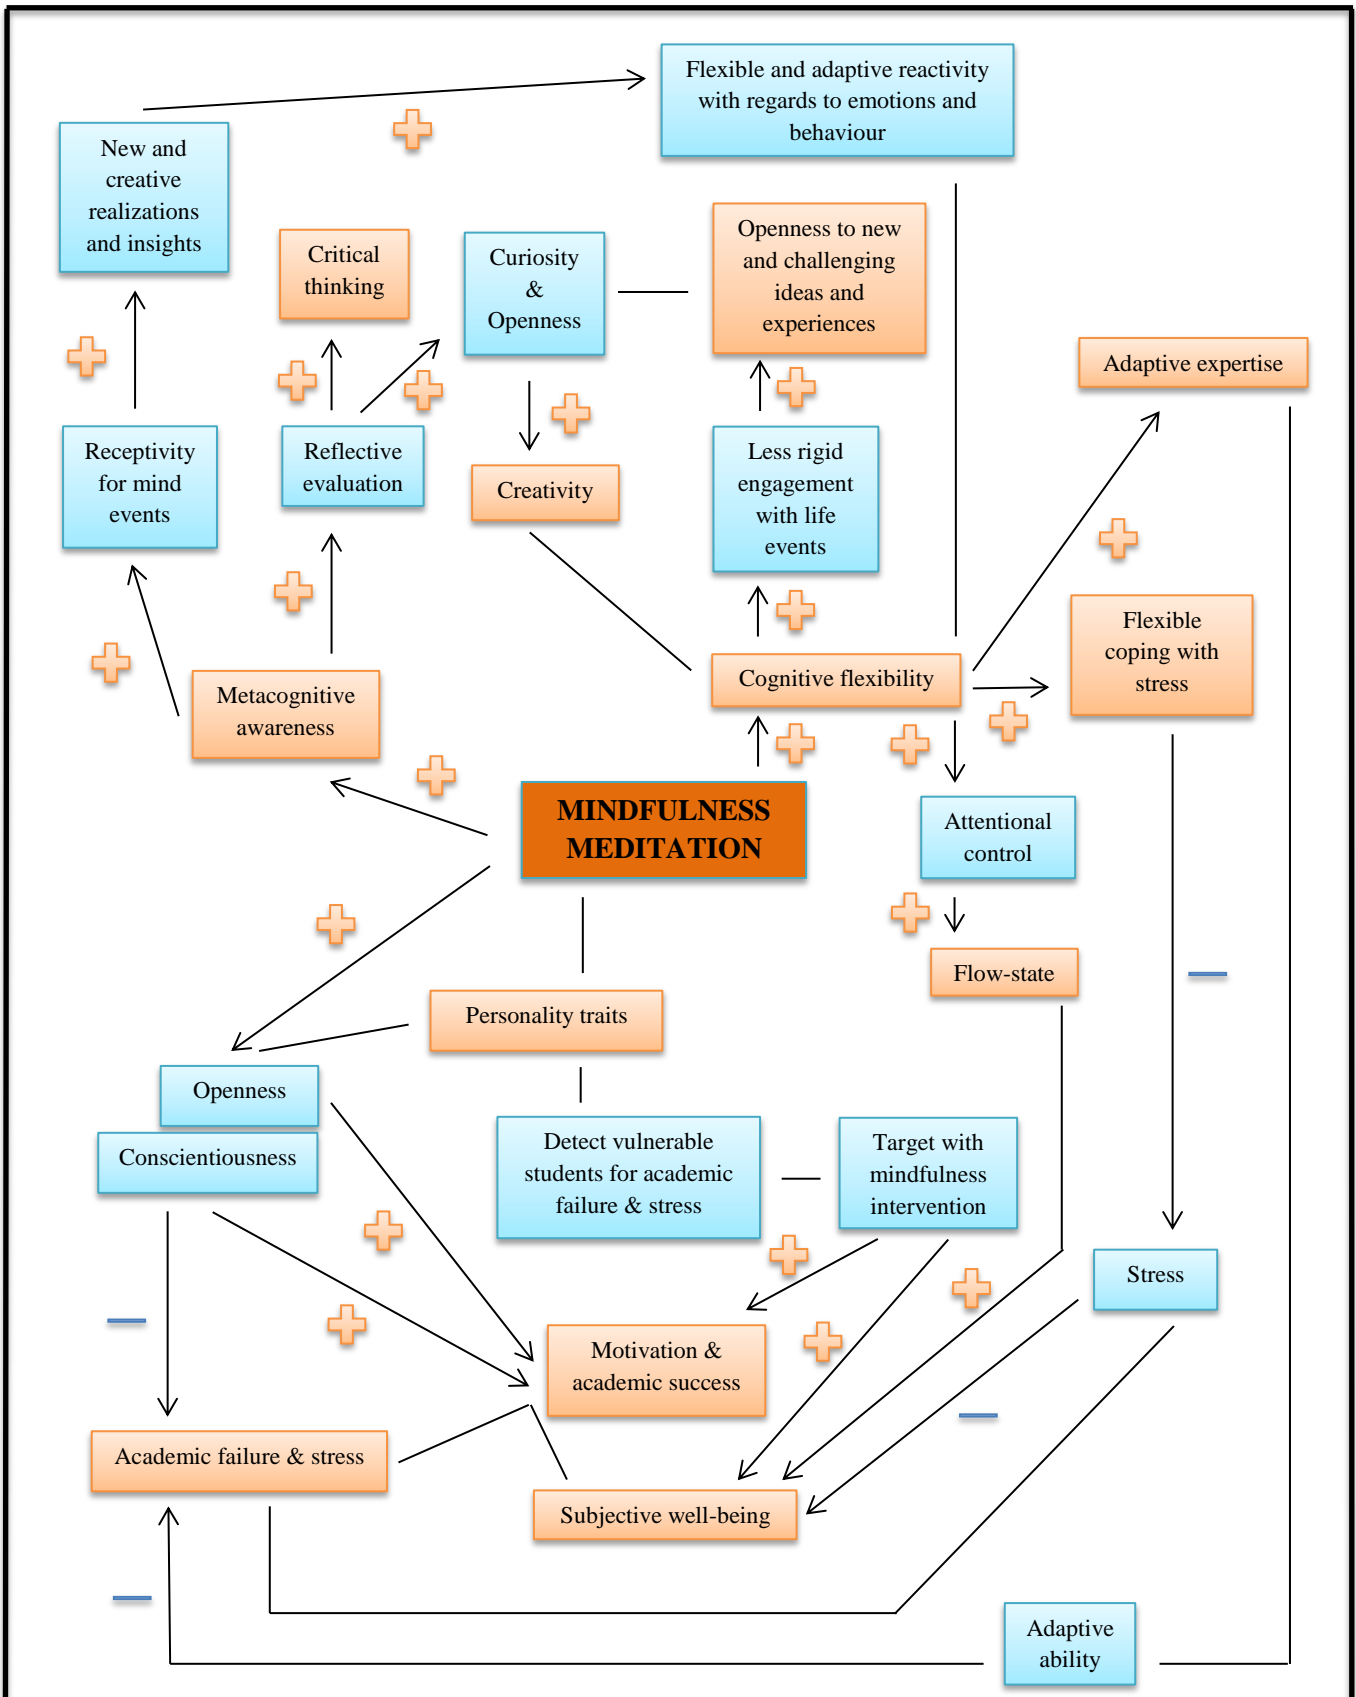 Flexible and adaptive reactivity
with regards to emotions and
behaviour
New and
creative
realizations
and insights
Critical
thinking
Curiosity
&
Openness
Openness to new
and challenging
ideas and
experiences
Adaptive expertise
Receptivity
for mind
events
Reflective
evaluation
Creativity
Less rigid
engagement
with life
events
Flexible
coping with
stress
Metacognitive
awareness
Cognitive flexibility
MINDFULNESS
MEDITATION
Attentional
control
Flow-state
Personality traits
Openness
Conscientiousness
Detect vulnerable
students for academic
failure & stress
Target with
mindfulness
intervention
Stress
Motivation &
academic success
Academic failure & stress
Subjective well-being
Adaptive
ability